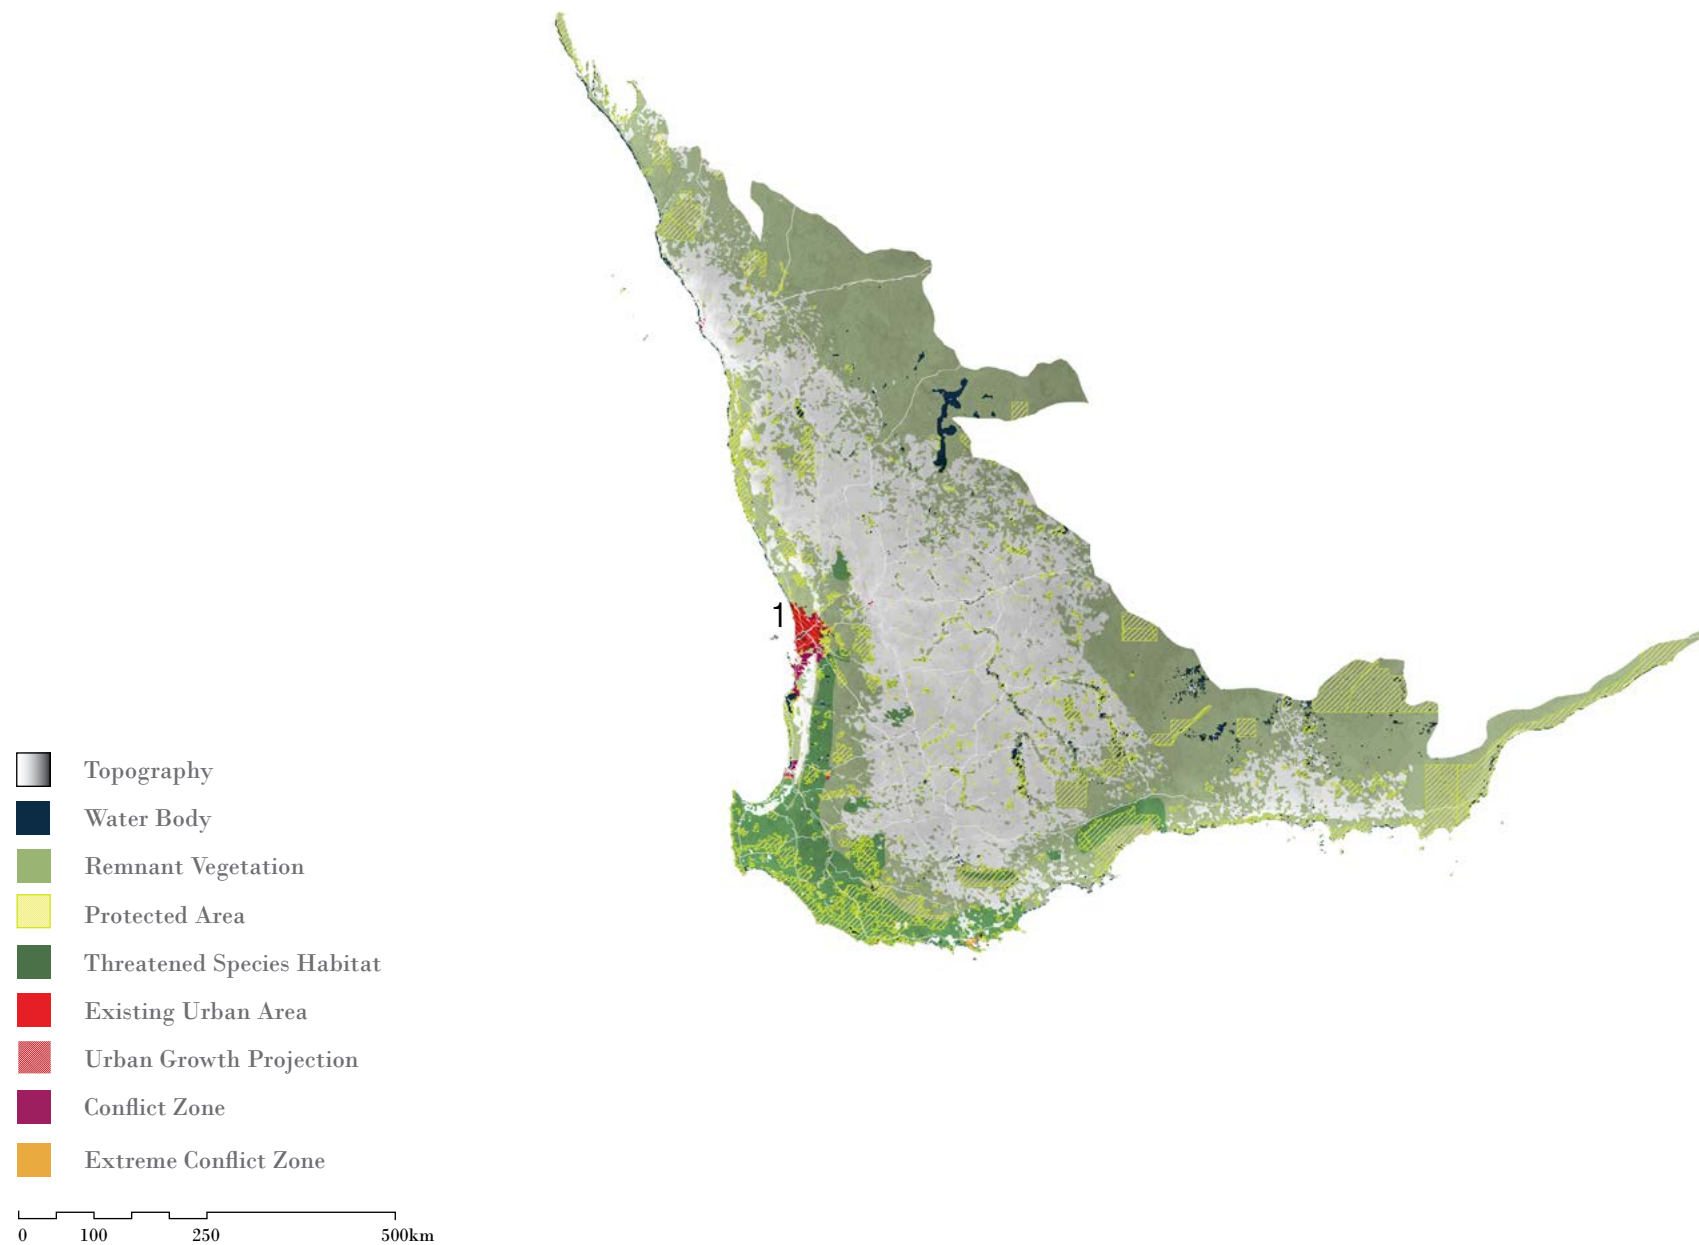 1
Topography
Water Body
Remnant Vegetation
Protected Area
Threatened Species Habitat
Existing Urban Area
Urban Growth Projection
Conflict Zone
Extreme Conflict Zone
0 100 250 500km